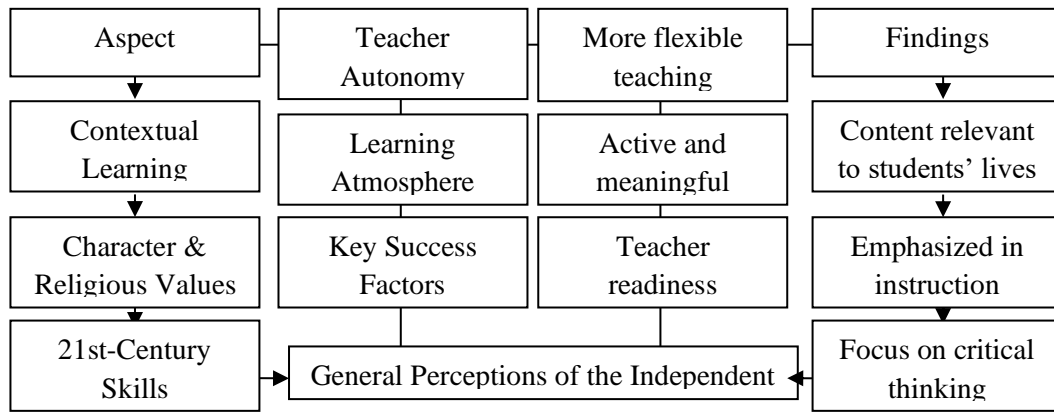 Aspect
Teacher
Autonomy
More flexible
teaching
Findings
Contextual
Learning
Learning
Atmosphere
Active and
meaningful
Content relevant
to students’ lives
Character &
Religious Values
Key Success
Factors
Teacher
readiness
Emphasized in
instruction
21st-Century
Skills
General Perceptions of the Independent
Focus on critical
thinking